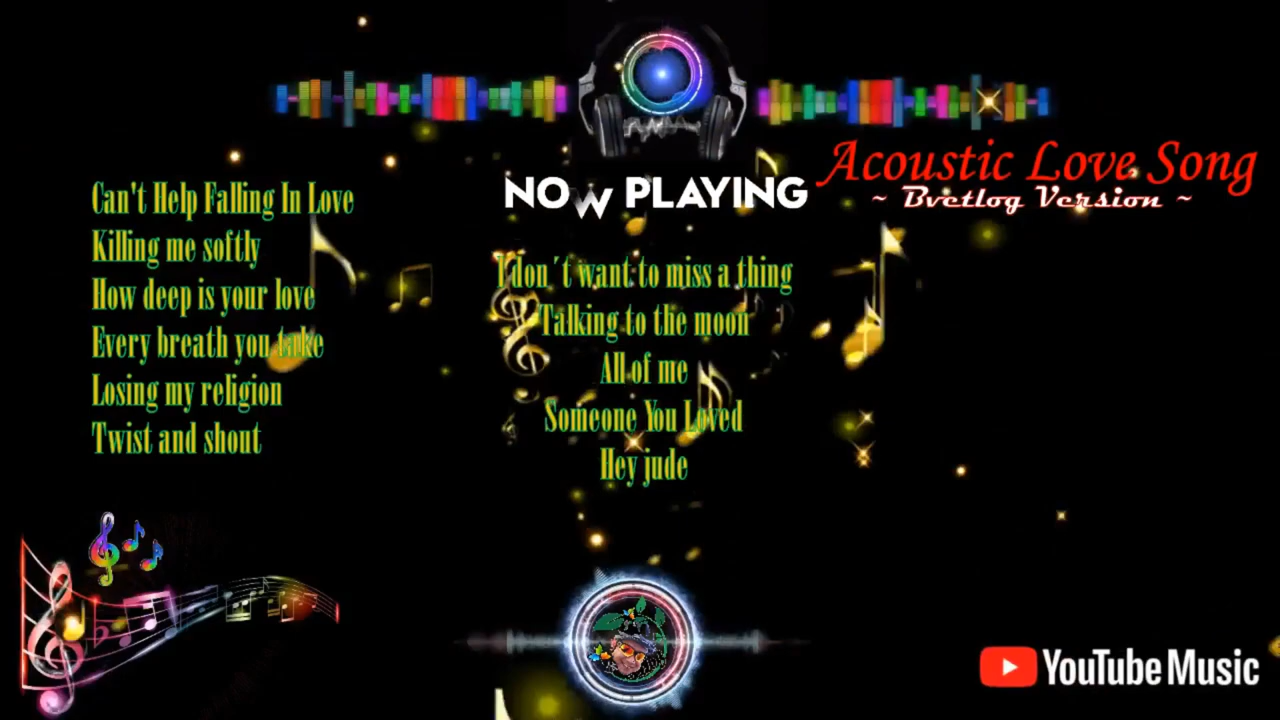 Acoustic Love Song
~ Bvetlog Version ~
NOW PLAYING
Can't Help Falling In Love
Killing me softly
How deep is your love
Every breath you take
Losing my religion
Twist and shout
I don´t want to miss a thing
Talking to the moon
All of me
Someone You Loved
Hey jude
YouTube Music